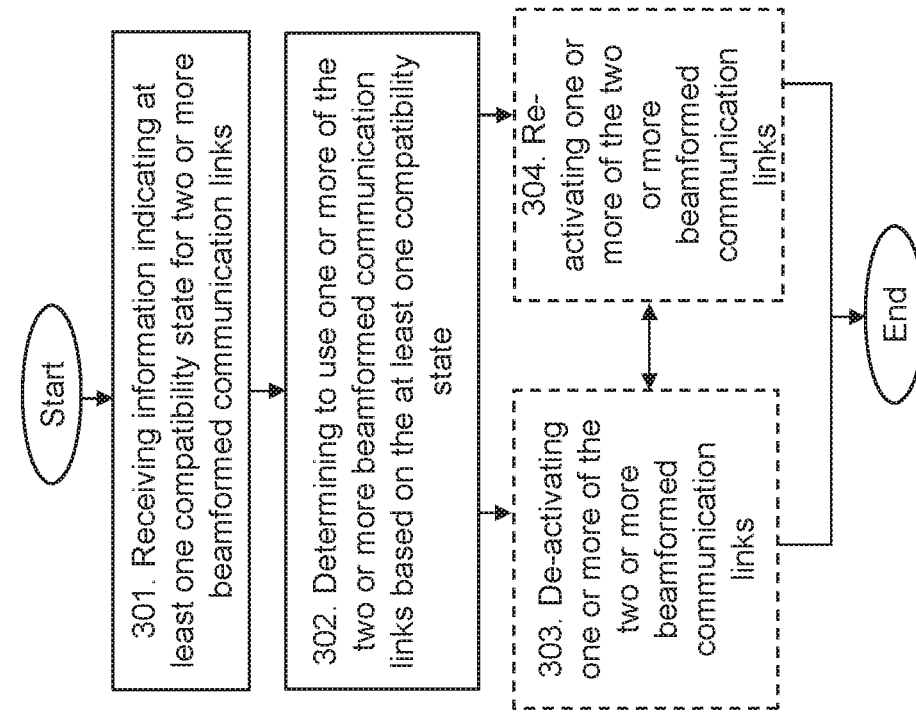 Start
301. Receiving information indicating at
least one compatibility state for two or more
beamformed communication links
302. Determining to use one or more of the
two or more beamformed communication
links based on the at least one compatibility
state
303. De-activating
one or more of the
two or more
beamformed
communication
links
304. Re-
activating one or
more of the two
or more
beamformed
communication
links
End